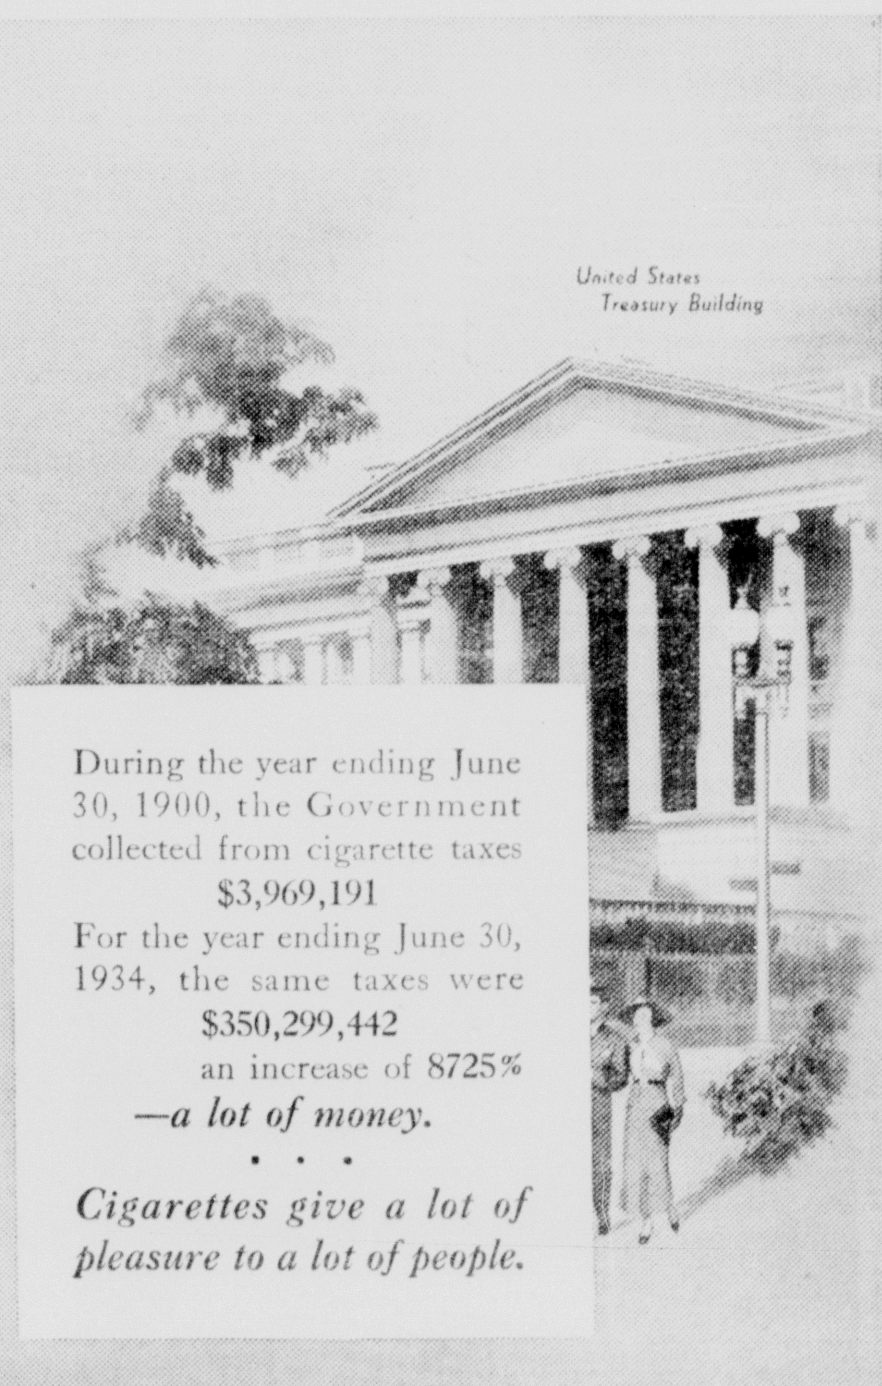 United States
Treasury Building
During the year ending June
30, 1900, the Government
collected from cigarette taxes
$3,969,191
For the year ending June 30,
1934, the same taxes were
$350,299,442
an increase of 8725%
—a lot of money.
• • •
Cigarettes give a lot of
pleasure to a lot of people.